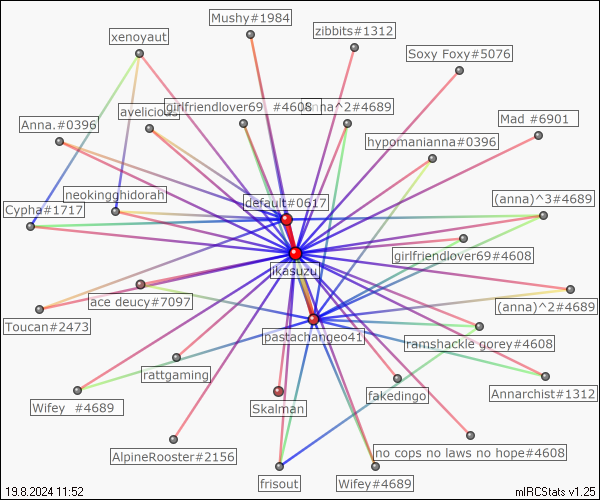 Mushy#1984
zibbits#1312
xenoyaut
Soxy Foxy#5076
girlfriendlover69 #4608
nna^2#4689
avelicious
Mad #6901
Anna.#0396
hypomanianna#0396
neokingghidorah
default#0617
(anna)^3#4689
Cypha#1717
girlfriendlover69#4608
ikasuzu
ace deucy#7097
(anna)^2#4689
Toucan#2473
pastachangeo41
ramshackle gorey#4608
rattgaming
fakedingo
Annarchist#1312
Wifey #4689
Skalman
AlpineRooster#2156
no cops no laws no hope#4608
frisout
Wifey#4689
19.8.2024 11:52
mIRCStats v1.25